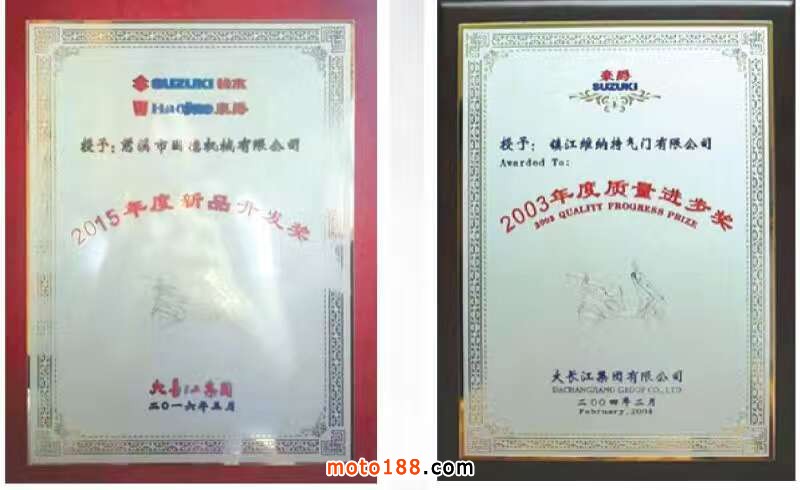 SUZUKI 铃木
Haojue 豪爵
授予：慈溪市固德机械有限公司
2015年度新品开发奖
大长江集团
二〇一六年三月
豪爵
SUZUKI
授予：镇江维纳特气门有限公司
Awarded To:
2003年度质量进步奖
2003 QUALITY PROGRESS PRIZE
大长江集团有限公司
DACHANGJIANG GROUP CO., LTD
二〇〇四年二月
February, 2004
moto188.com